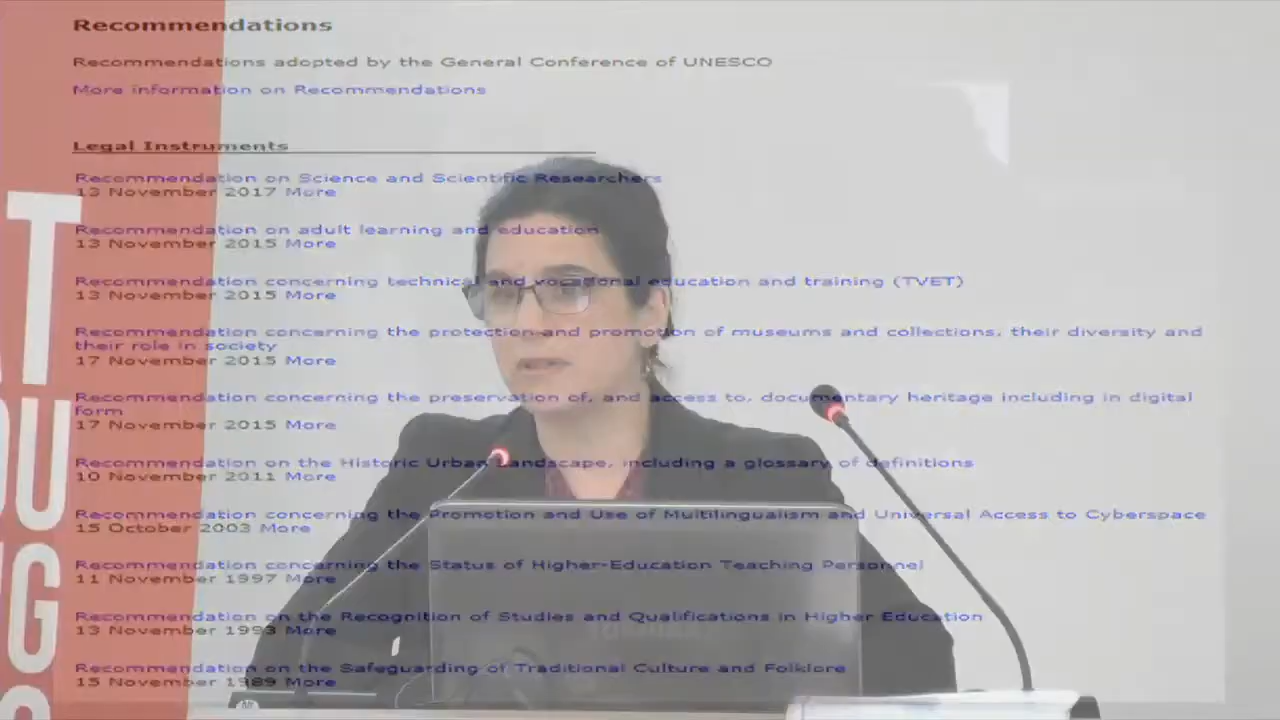 Recommendations
Recommendations adopted by the General Conference of UNESCO
More information on Recommendations
Legal Instruments
Recommendation on Science and Scientific Researchers
13 November 2017 More
Recommendation on adult learning and education
13 November 2015 More
Recommendation concerning technical and vocational education and training (TVET)
13 November 2015 More
Recommendation concerning the protection and promotion of museums and collections, their diversity and
their role in society
17 November 2015 More
Recommendation concerning the preservation of, and access to, documentary heritage including in digital
form
17 November 2015 More
Recommendation on the Historic Urban Landscape, including a glossary of definitions
10 November 2011 More
Recommendation concerning the Promotion and Use of Multilingualism and Universal Access to Cyberspace
15 October 2003 More
Recommendation concerning the Status of Higher-Education Teaching Personnel
11 November 1997 More
Recommendation on the Recognition of Studies and Qualifications in Higher Education
13 November 1993 More
Recommendation on the Safeguarding of Traditional Culture and Folklore
15 November 1989 More
T
OU
G